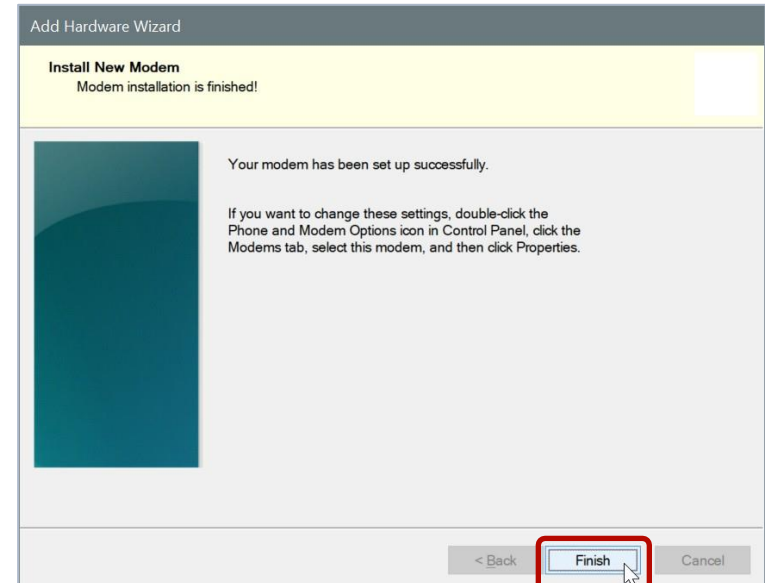 Add Hardware Wizard
Install New Modem
Modem installation is finished!
Your modem has been set up successfully.
If you want to change these settings, double-click the
Phone and Modem Options icon in Control Panel, click the
Modems tab, select this modem, and then click Properties.
< Back
Finish
Cancel